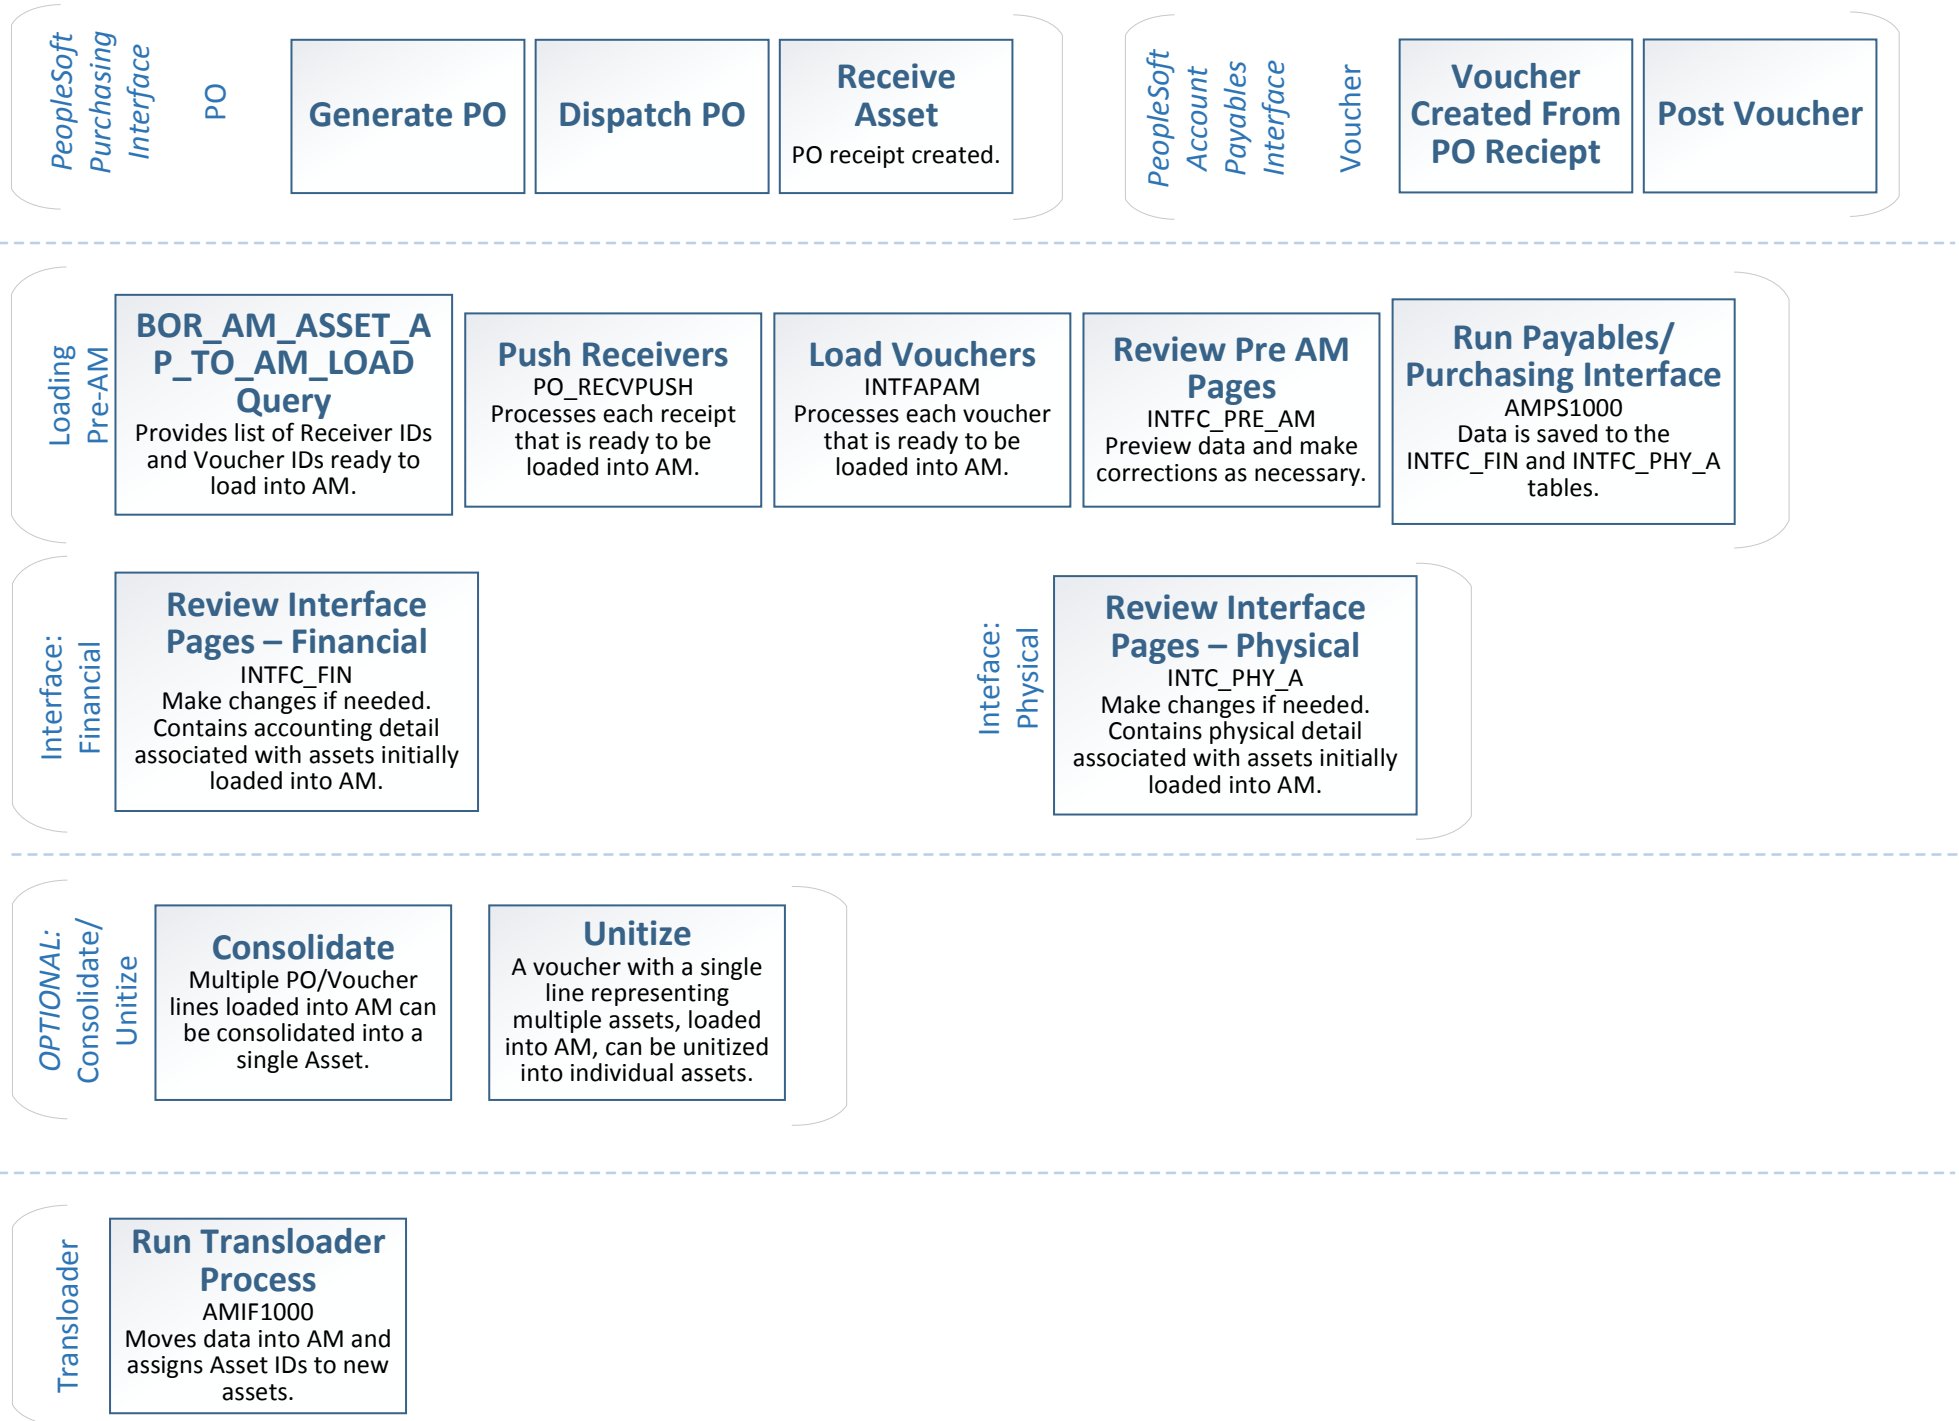 PeopleSoft
Purchasing
Interface
PO
Generate PO
Dispatch PO
Receive
Asset
PO receipt created.
PeopleSoft
Account
Payables
Interface
Voucher
Voucher
Created From
PO Reciept
Post Voucher
Loading
Pre-AM
BOR_AM_ASSET_A
P_TO_AM_LOAD
Query
Provides list of Receiver IDs
and Voucher IDs ready to
load into AM.
Push Receivers
PO_RECVPUSH
Processes each receipt
that is ready to be
loaded into AM.
Load Vouchers
INTFAPAM
Processes each voucher
that is ready to be
loaded into AM.
Review Pre AM
Pages
INTFC_PRE_AM
Preview data and make
corrections as necessary.
Run Payables/
Purchasing Interface
AMPS1000
Data is saved to the
INTFC_FIN and INTFC_PHY_A
tables.
Interface:
Financial
Review Interface
Pages – Financial
INTFC_FIN
Make changes if needed.
Contains accounting detail
associated with assets initially
loaded into AM.
Inteface:
Physical
Review Interface
Pages – Physical
INTC_PHY_A
Make changes if needed.
Contains physical detail
associated with assets initially
loaded into AM.
OPTIONAL:
Consolidate/
Unitize
Consolidate
Multiple PO/Voucher
lines loaded into AM can
be consolidated into a
single Asset.
Unitize
A voucher with a single
line representing
multiple assets, loaded
into AM, can be unitized
into individual assets.
Transloader
Run Transloader
Process
AMIF1000
Moves data into AM and
assigns Asset IDs to new
assets.